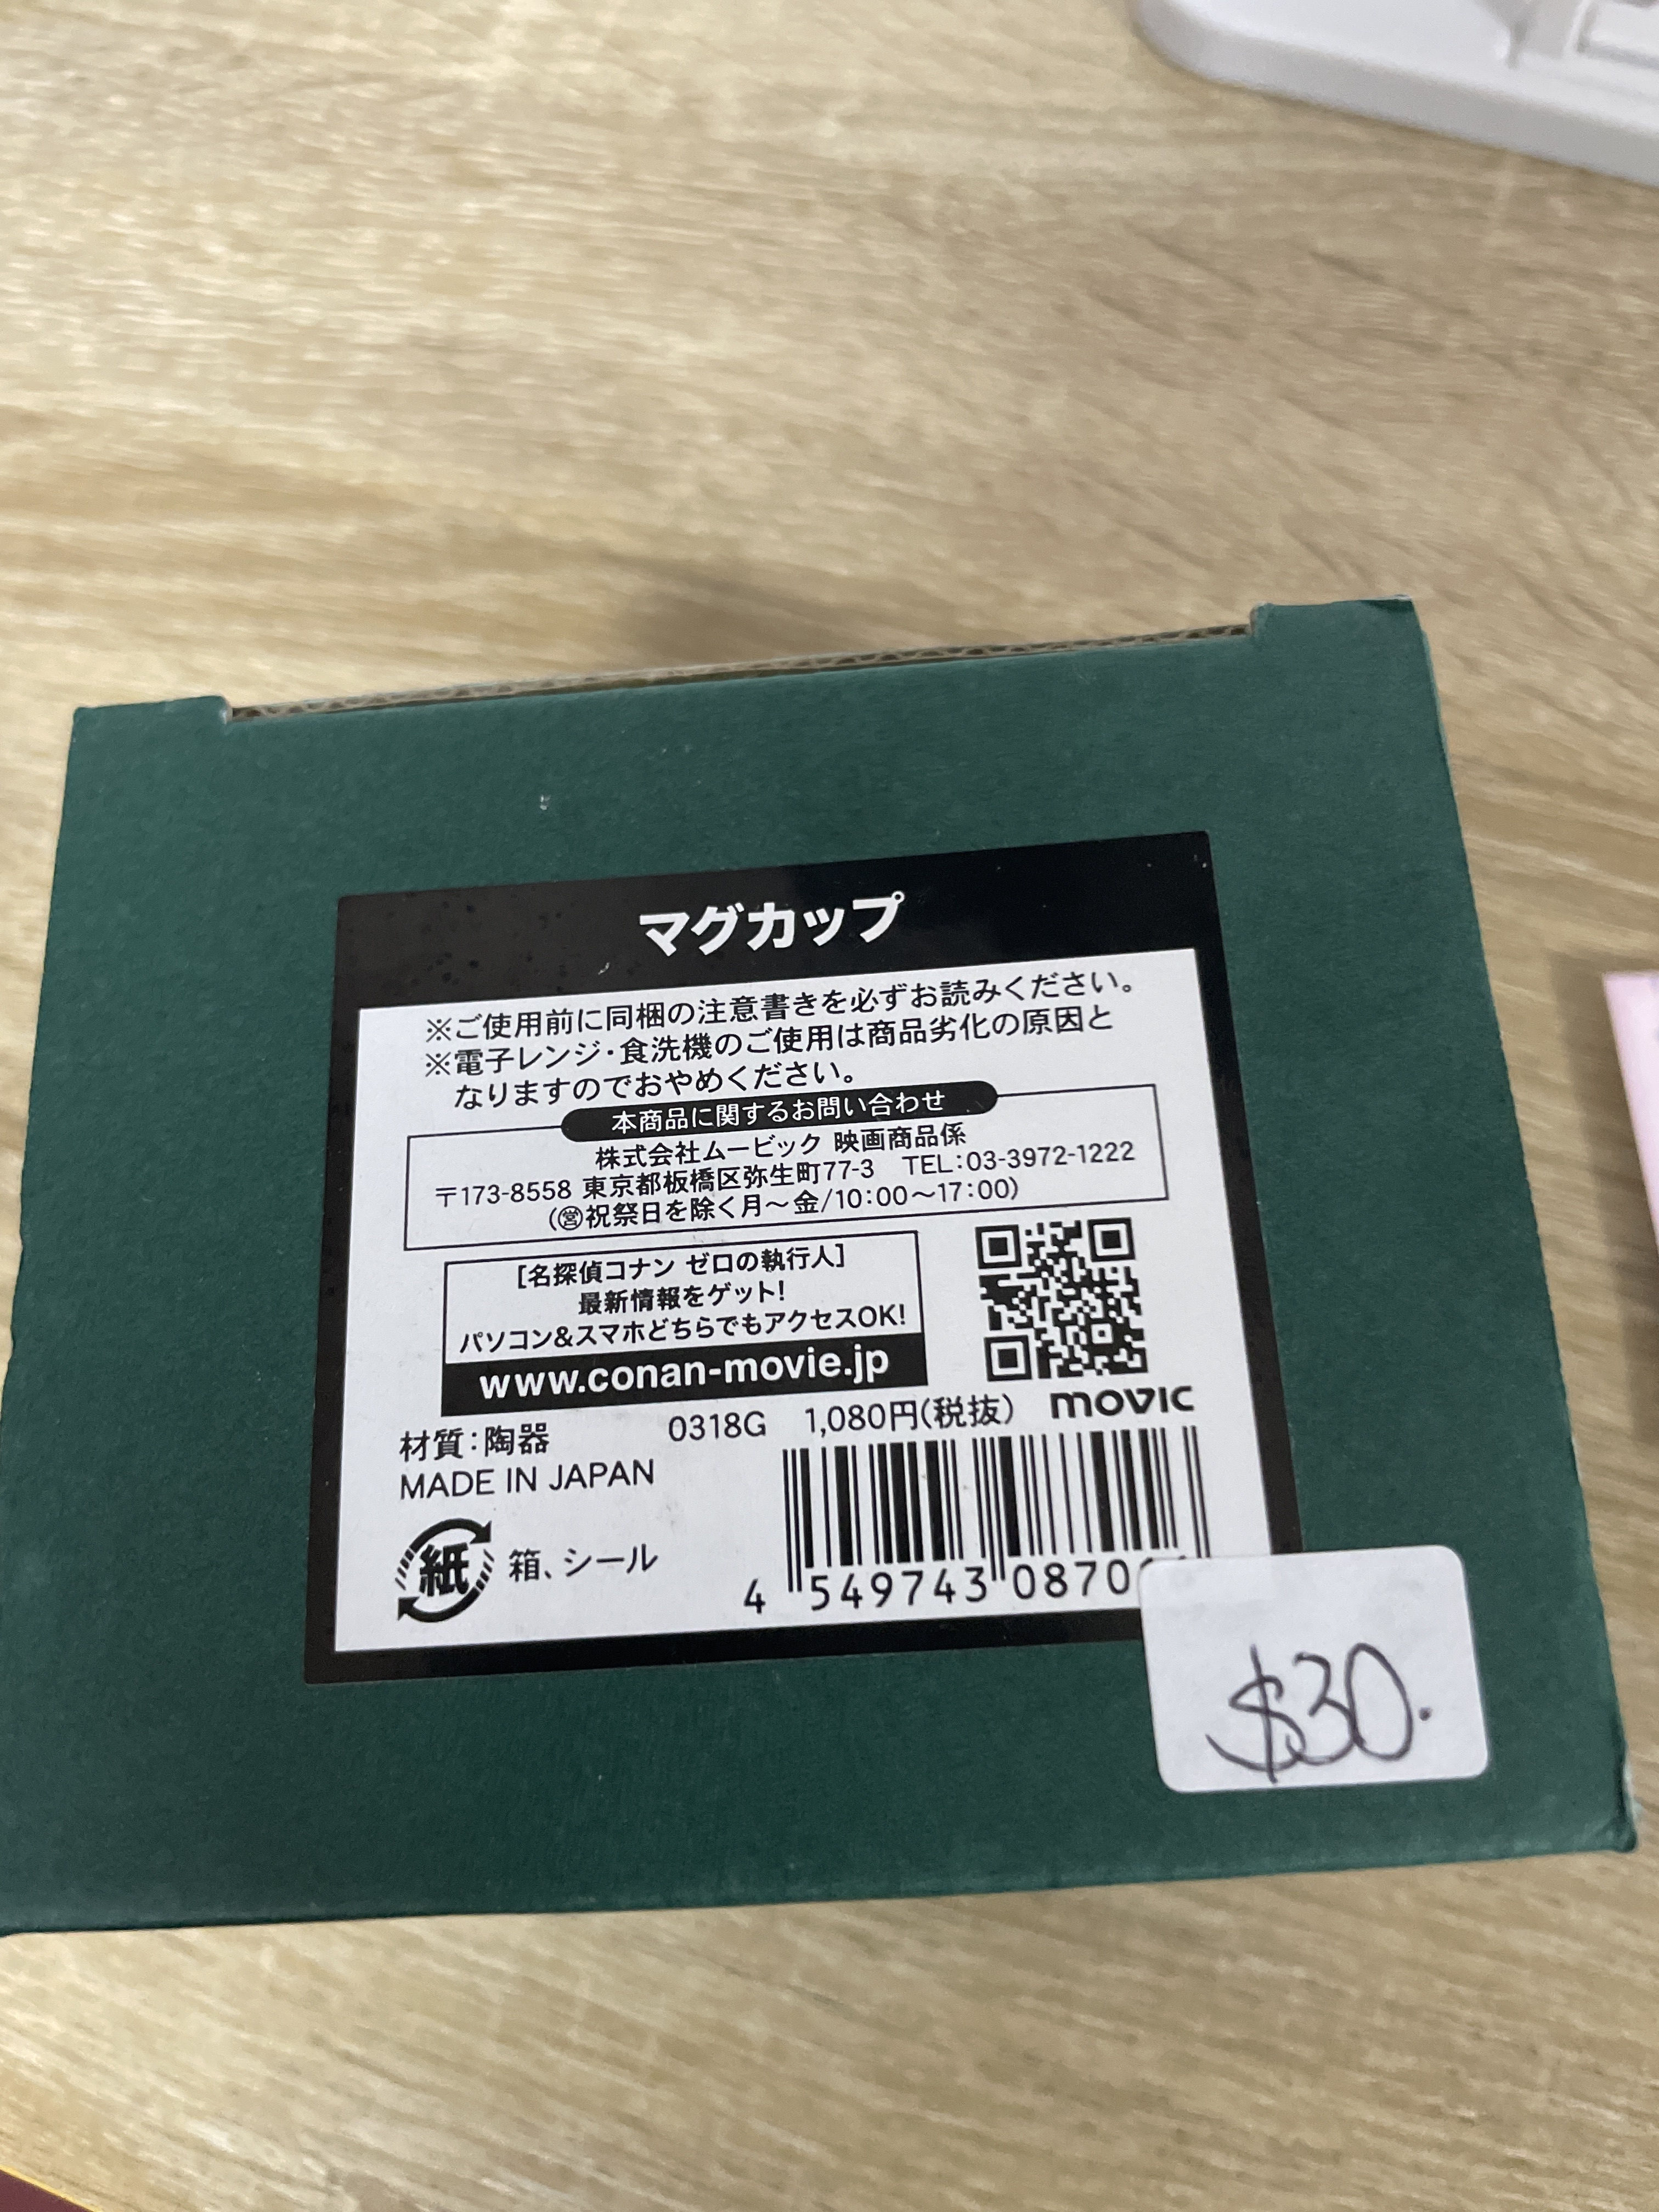 マグカップ
※ご使用前に同梱の注意書きを必ずお読みください。
※電子レンジ・食洗機のご使用は商品劣化の原因と
なりますのでおやめください。
本商品に関するお問い合わせ
株式会社ムービック 映画商品係
〒173-8558 東京都板橋区弥生町77-3 TEL:03-3972-1222
(㊂祝祭日を除く月～金/10:00～17:00)
[名探偵コナン ゼロの執行人]
最新情報をゲット!
パソコン&スマホどちらでもアクセスOK!
www.conan-movie.jp
材質:陶器 0318G 1,080円(税抜) movic
MADE IN JAPAN
紙 箱、シール
4 549743 0870
$30.